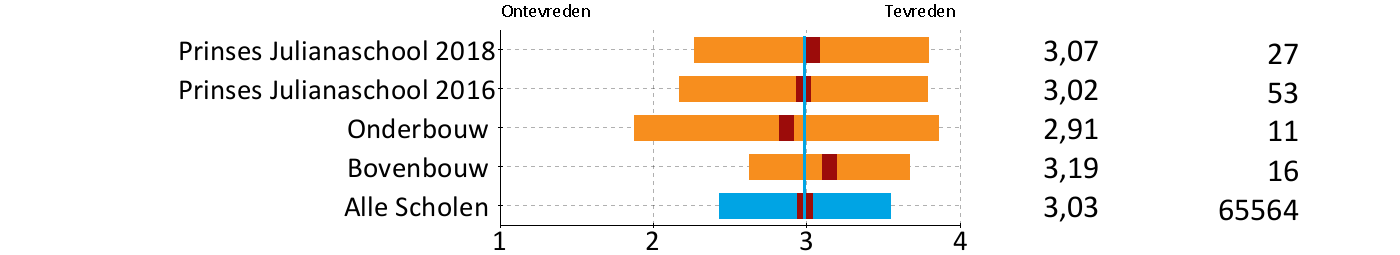 Ontevreden Tevreden
Prinses Julianaschool 2018 3,07 27
Prinses Julianaschool 2016 3,02 53
Onderbouw 2,91 11
Bovenbouw 3,19 16
Alle Scholen 3,03 65564
1 2 3 4